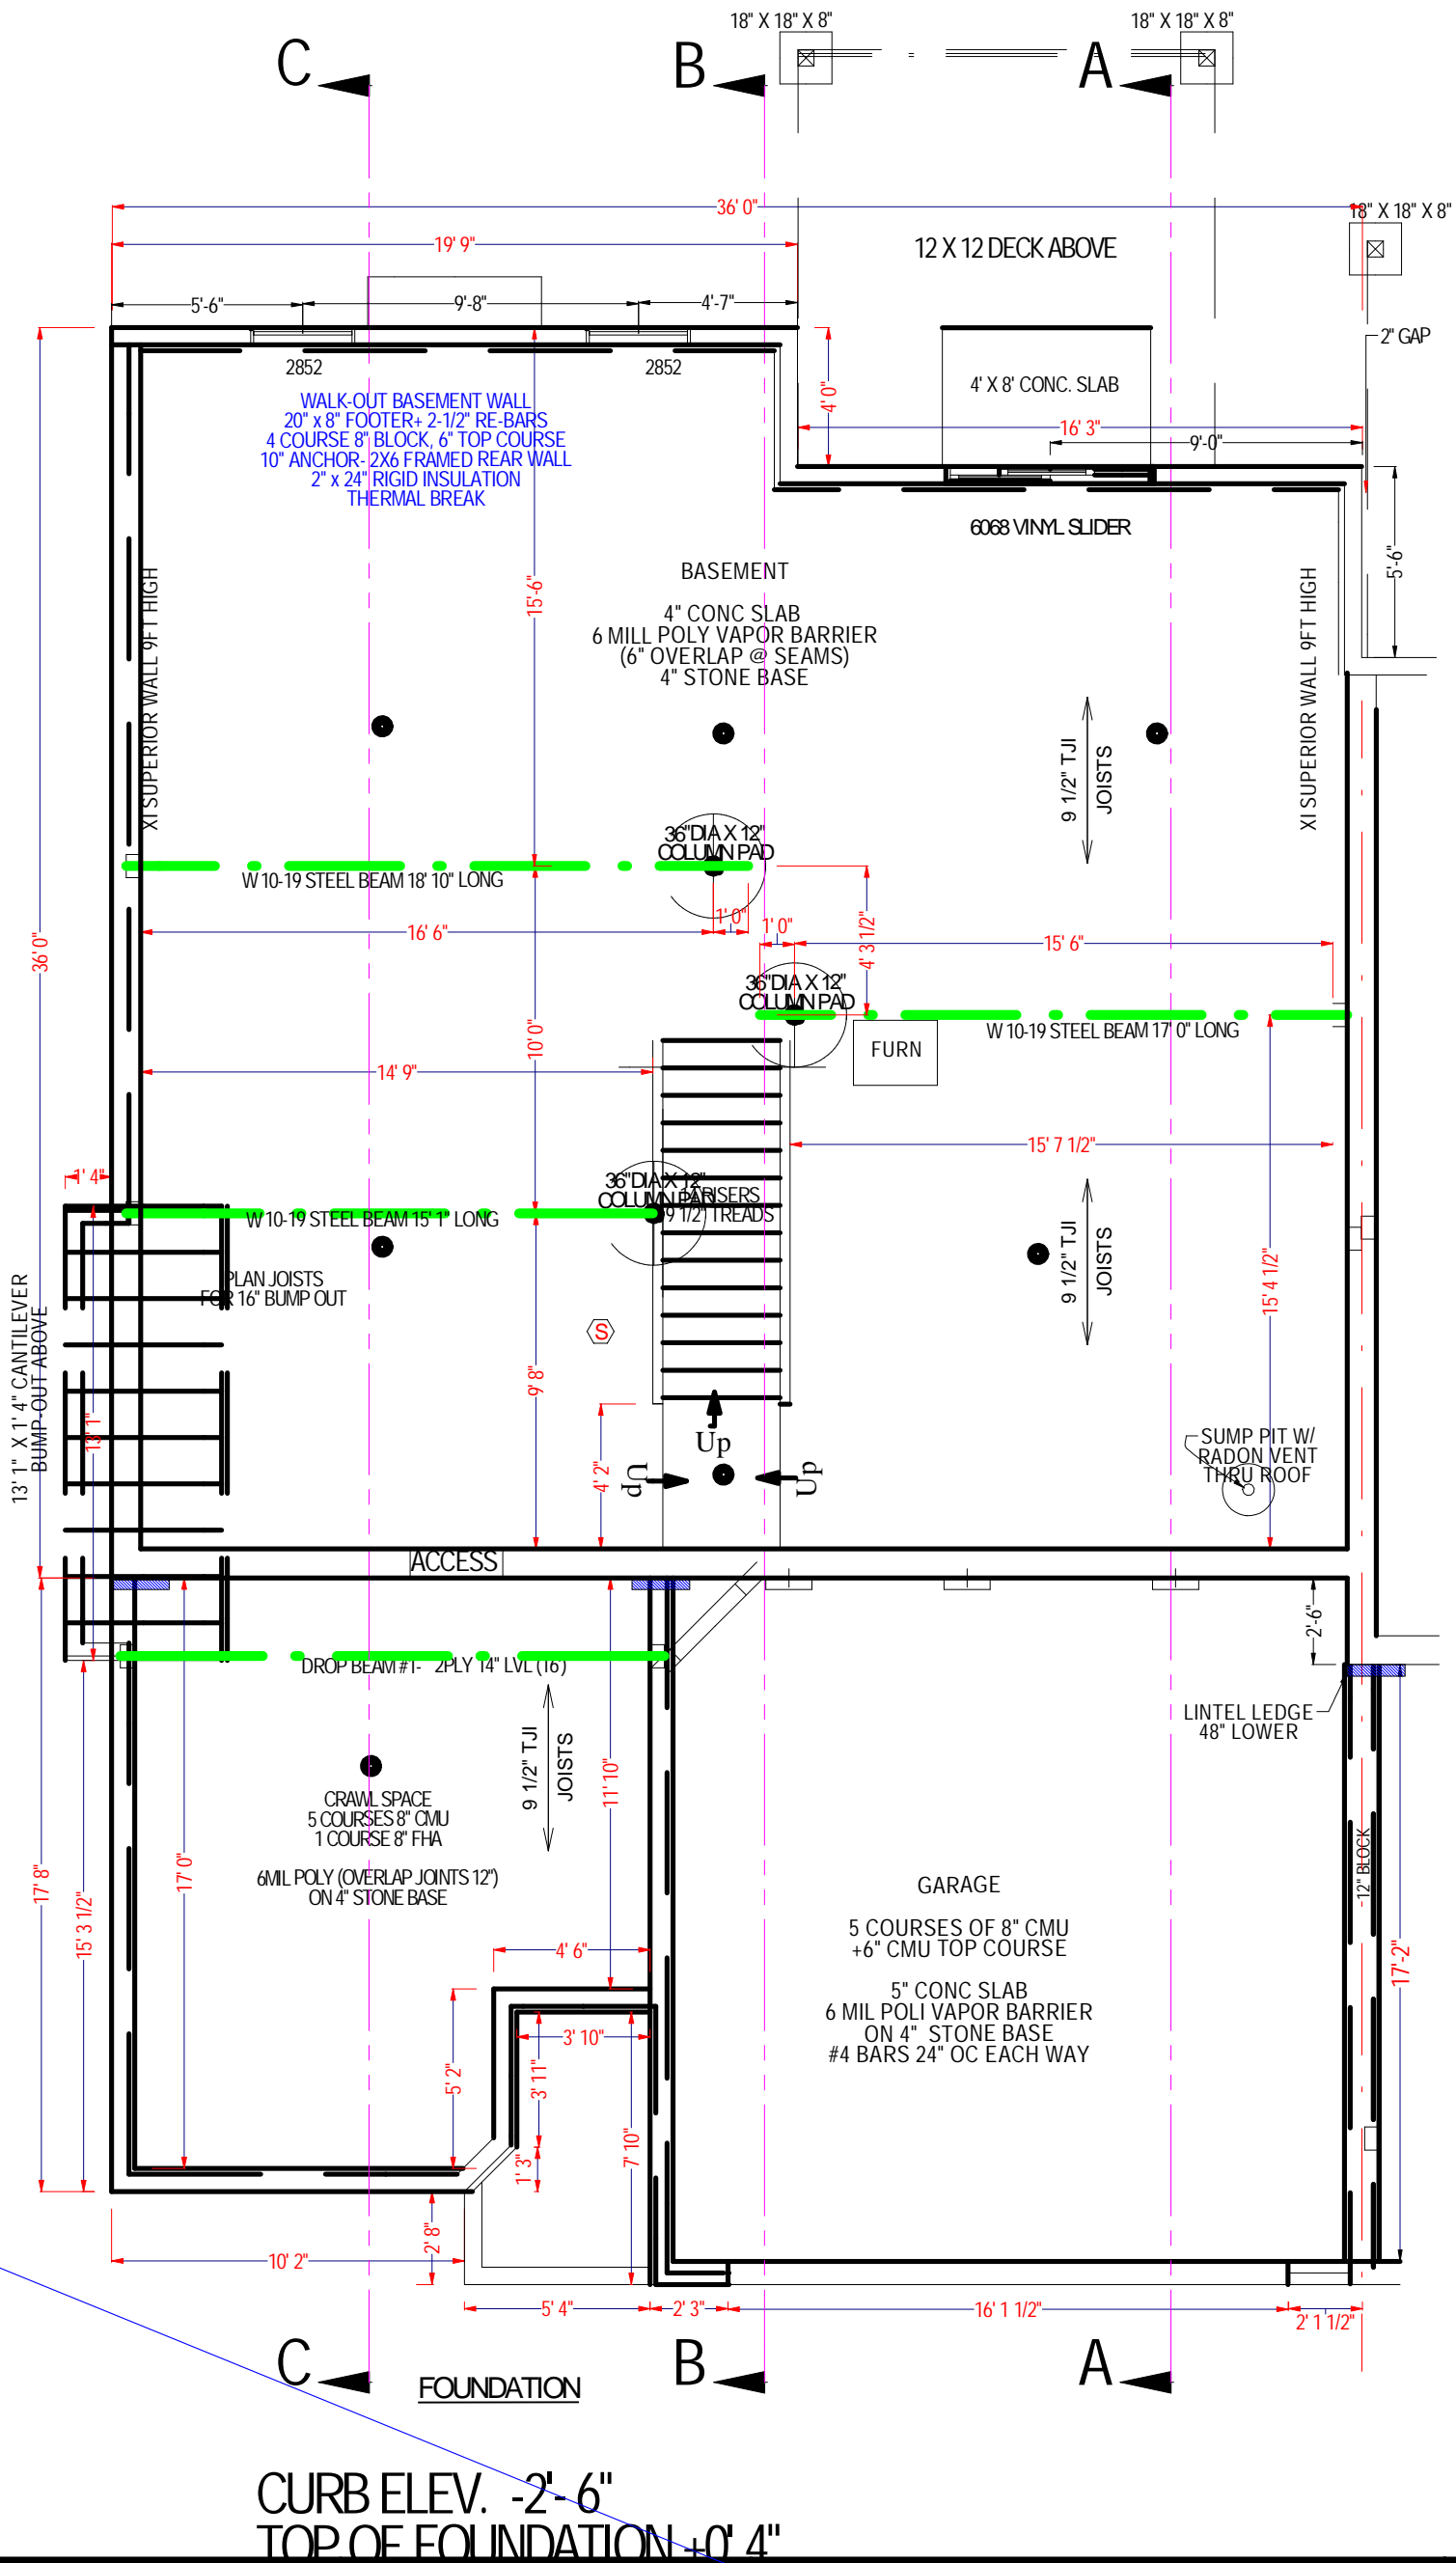 18" X 18" X 8"
18" X 18" X 8"
C
B
A
36' 0"
18" X 18" X 8"
19' 9"
12 X 12 DECK ABOVE
5'-6"
9'-8"
4'-7"
2" GAP
2852
2852
4' 0"
4' X 8' CONC. SLAB
WALK-OUT BASEMENT WALL
20" x 8" FOOTER+ 2-1/2" RE-BARS
4 COURSE 8" BLOCK, 6" TOP COURSE
10" ANCHOR- 2X6 FRAMED REAR WALL
2" x 24" RIGID INSULATION
THERMAL BREAK
16' 3"
9'-0"
6068 VINYL SLIDER
5'-6"
BASEMENT
4" CONC SLAB
6 MILL POLY VAPOR BARRIER
(6" OVERLAP @ SEAMS)
4" STONE BASE
15'-6"
XI SUPERIOR WALL 9FT HIGH
XI SUPERIOR WALL 9FT HIGH
9 1/2" TJI
JOISTS
36"DIA X 12"
COLUMN PAD
W 10-19 STEEL BEAM 18' 10" LONG
16' 6"
1' 0"
1' 0"
4' 3 1/2"
15' 6"
36' 0"
36"DIA X 12"
COLUMN PAD
W 10-19 STEEL BEAM 17' 0" LONG
FURN
10' 0"
14' 9"
15' 7 1/2"
1' 4"
36"DIA X 12"
COLUMN PAD
RISERS
9 1/2" TREADS
W 10-19 STEEL BEAM 15' 1" LONG
9 1/2" TJI
JOISTS
PLAN JOISTS
FOR 16" BUMP OUT
15' 4 1/2"
S
13' 1" X 1' 4" CANTILEVER
BUMP-OUT ABOVE
13' 1"
9' 8"
4' 2"
Up
Up
Up
SUMP PIT W/
RADON VENT
THRU ROOF
ACCESS
2'-6"
DROP BEAM #1- 2PLY 14" LVL (16')
LINTEL LEDGE
48" LOWER
9 1/2" TJI
JOISTS
11' 10"
CRAWL SPACE
5 COURSES 8" CMU
1 COURSE 8" FHA
6MIL POLY (OVERLAP JOINTS 12")
ON 4" STONE BASE
17' 8"
15' 3 1/2"
17' 0"
12" BLOCK
GARAGE
5 COURSES OF 8" CMU
+6" CMU TOP COURSE
5" CONC SLAB
6 MIL POLI VAPOR BARRIER
ON 4" STONE BASE
#4 BARS 24" OC EACH WAY
17'-2"
4' 6"
3' 10"
5' 2"
3' 11"
1' 3"
7' 10"
2' 8"
10' 2"
5' 4"
2' 3"
16' 1 1/2"
2' 1 1/2"
C
B
A
FOUNDATION
CURB ELEV. -2'- 6"
TOP OF FOUNDATION +0' 4"